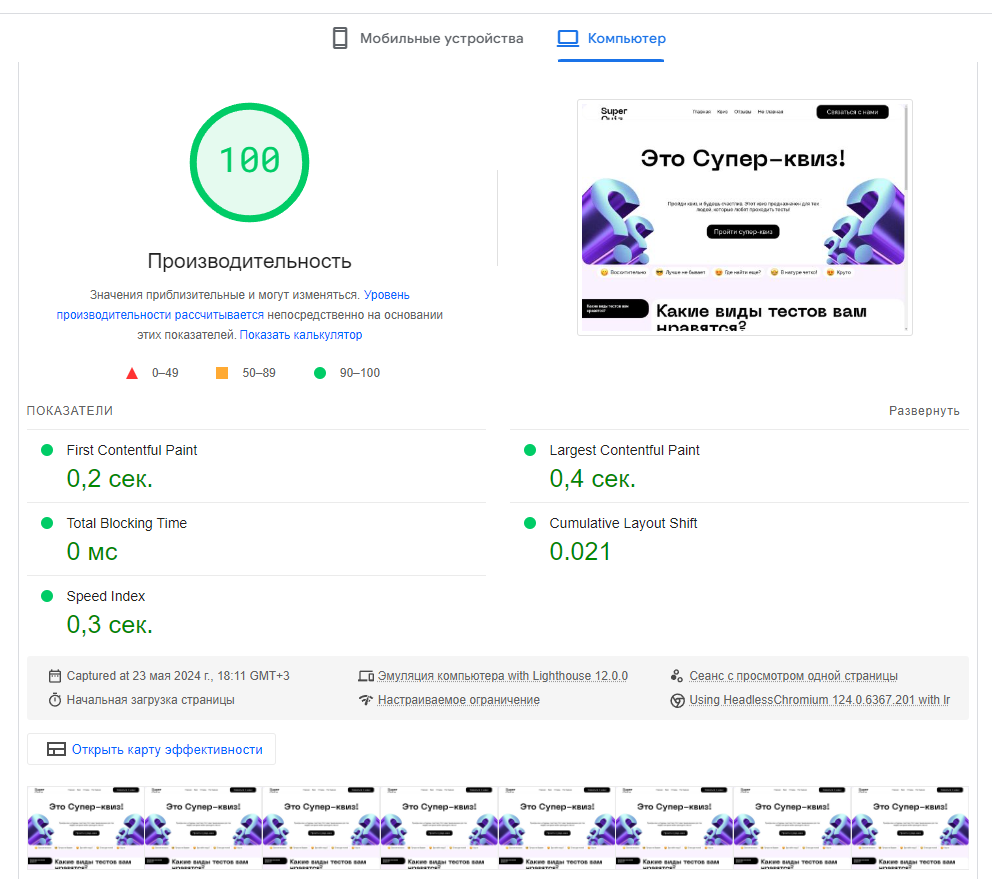 Мобильные устройства
Компьютер
100
Производительность
Значения приблизительные и могут изменяться. Уровень
производительности рассчитывается непосредственно на основании
этих показателей. Показать калькулятор
0–49
50–89
90–100
Super
Главная Квиз Отзывы Не главная
Связаться с нами
Это Супер-квиз!
Пройди квиз и будешь счастлив. Этот квиз предназначен для тех
людей, которые любят проходить тесты!
Пройти супер-квиз
Восхитительно
Лучше не бывает
Где найти еще?
В натуре четко!
Круто
Какие виды тестов вам
нравятся?
Какие виды тестов вам
нравятся?
ПОКАЗАТЕЛИ
Развернуть
First Contentful Paint
0,2 сек.
Largest Contentful Paint
0,4 сек.
Total Blocking Time
0 мс
Cumulative Layout Shift
0.021
Speed Index
0,3 сек.
Captured at 23 мая 2024 г., 18:11 GMT+3
Эмуляция компьютера with Lighthouse 12.0.0
Сеанс с просмотром одной страницы
Начальная загрузка страницы
Настраиваемое ограничение
Using HeadlessChromium 124.0.6367.201 with lr
Открыть карту эффективности
Это Супер-квиз! Это Супер-квиз! Это Супер-квиз! Это Супер-квиз! Это Супер-квиз! Это Супер-квиз! Это Супер-квиз! Это Супер-квиз!
Какие виды тестов вам Какие виды тестов вам Какие виды тестов вам Какие виды тестов вам Какие виды тестов вам Какие виды тестов вам Какие виды тестов вам Какие виды тестов вам